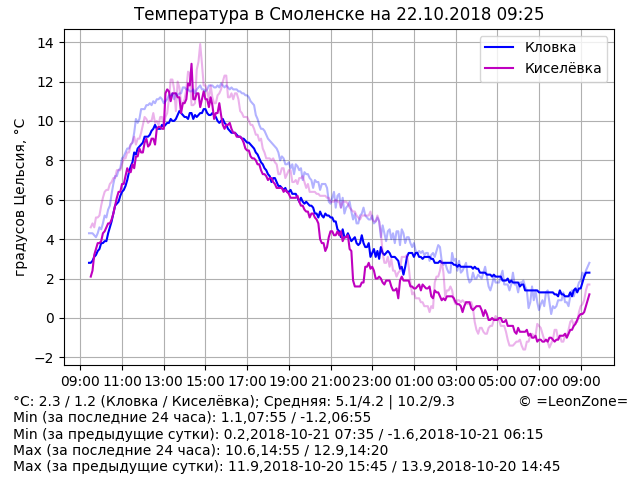 Температура в Смоленске на 22.10.2018 09:25
градусов Цельсия, °C
14
12
10
8
6
4
2
0
−2
Кловка
Киселёвка
09:00 11:00 13:00 15:00 17:00 19:00 21:00 23:00 01:00 03:00 05:00 07:00 09:00
°C: 2.3 / 1.2 (Кловка / Киселёвка); Средняя: 5.1/4.2 | 10.2/9.3 © =LeonZone=
Min (за последние 24 часа): 1.1,07:55 / -1.2,06:55
Min (за предыдущие сутки): 0.2,2018-10-21 07:35 / -1.6,2018-10-21 06:15
Max (за последние 24 часа): 10.6,14:55 / 12.9,14:20
Max (за предыдущие сутки): 11.9,2018-10-20 15:45 / 13.9,2018-10-20 14:45